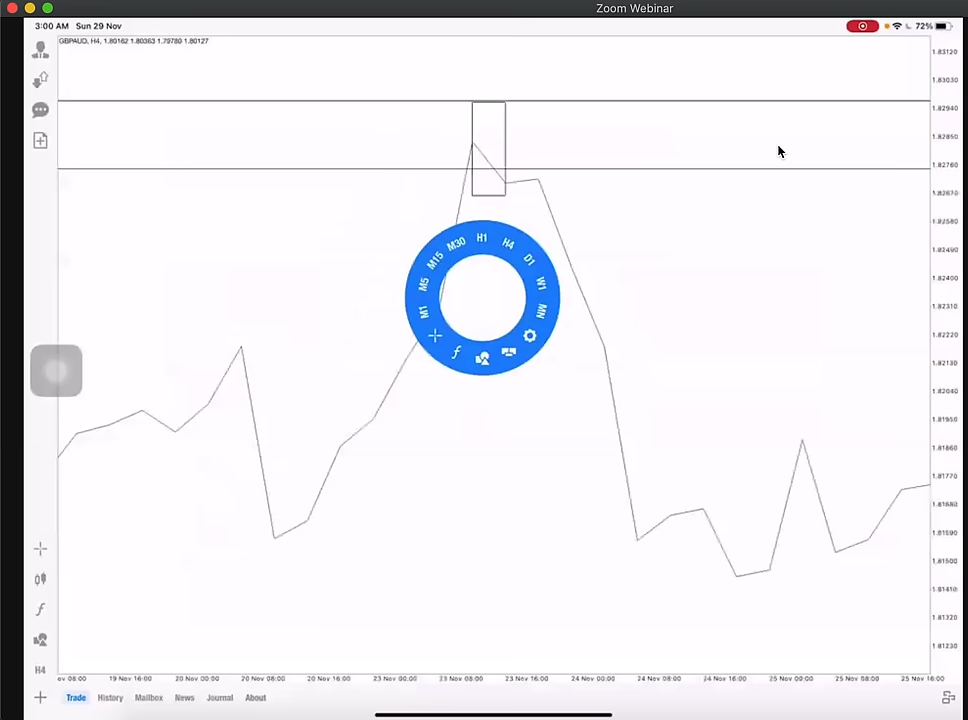 Zoom Webinar
3:00 AM Sun 29 Nov
72%
GBPAUD, H4, 1.80162 1.80363 1.79780 1.80127
1.83120
1.83030
1.82940
1.82850
1.82760
1.82670
1.82580
1.82490
1.82400
1.82310
1.82220
1.82130
1.82040
1.81950
1.81860
1.81770
1.81680
1.81590
1.81500
1.81410
1.81320
1.81230
M1 M5 M15 M30 H1 H4 D1 W1 MN
f
f
H4
ov 08:00 19 Nov 16:00 20 Nov 00:00 20 Nov 08:00 20 Nov 16:00 23 Nov 00:00 23 Nov 08:00 23 Nov 16:00 24 Nov 00:00 24 Nov 08:00 24 Nov 16:00 25 Nov 00:00 25 Nov 08:00 25 Nov 16:00
Trade History Mailbox News Journal About